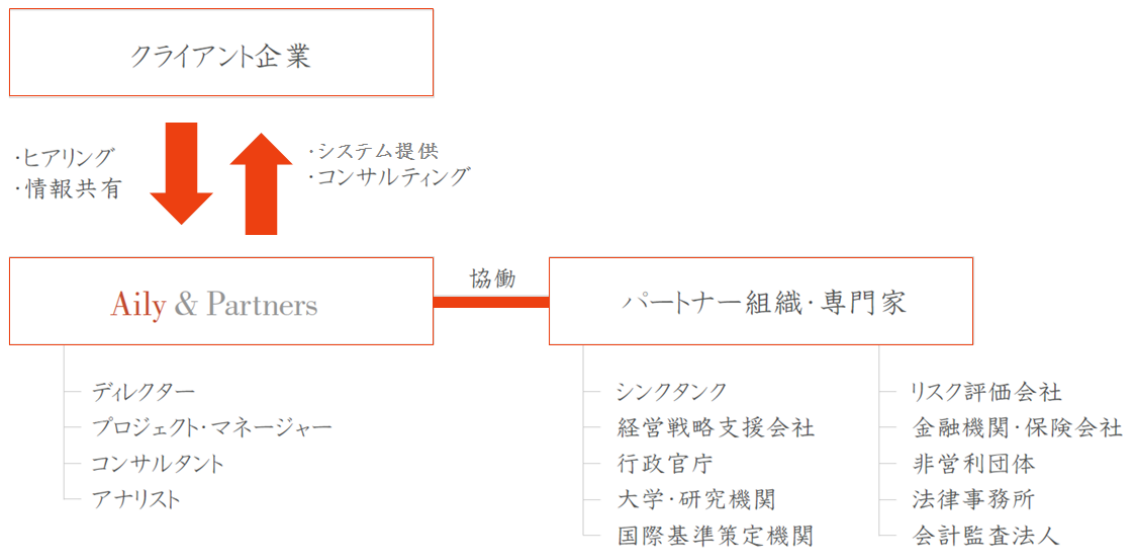 クライアント企業
・ヒアリング
・情報共有
・システム提供
・コンサルティング
Aily & Partners
協働
パートナー組織・専門家
ディレクター
プロジェクト・マネージャー
コンサルタント
アナリスト
シンクタンク
経営戦略支援会社
行政官庁
大学・研究機関
国際基準策定機関
リスク評価会社
金融機関・保険会社
非営利団体
法律事務所
会計監査法人